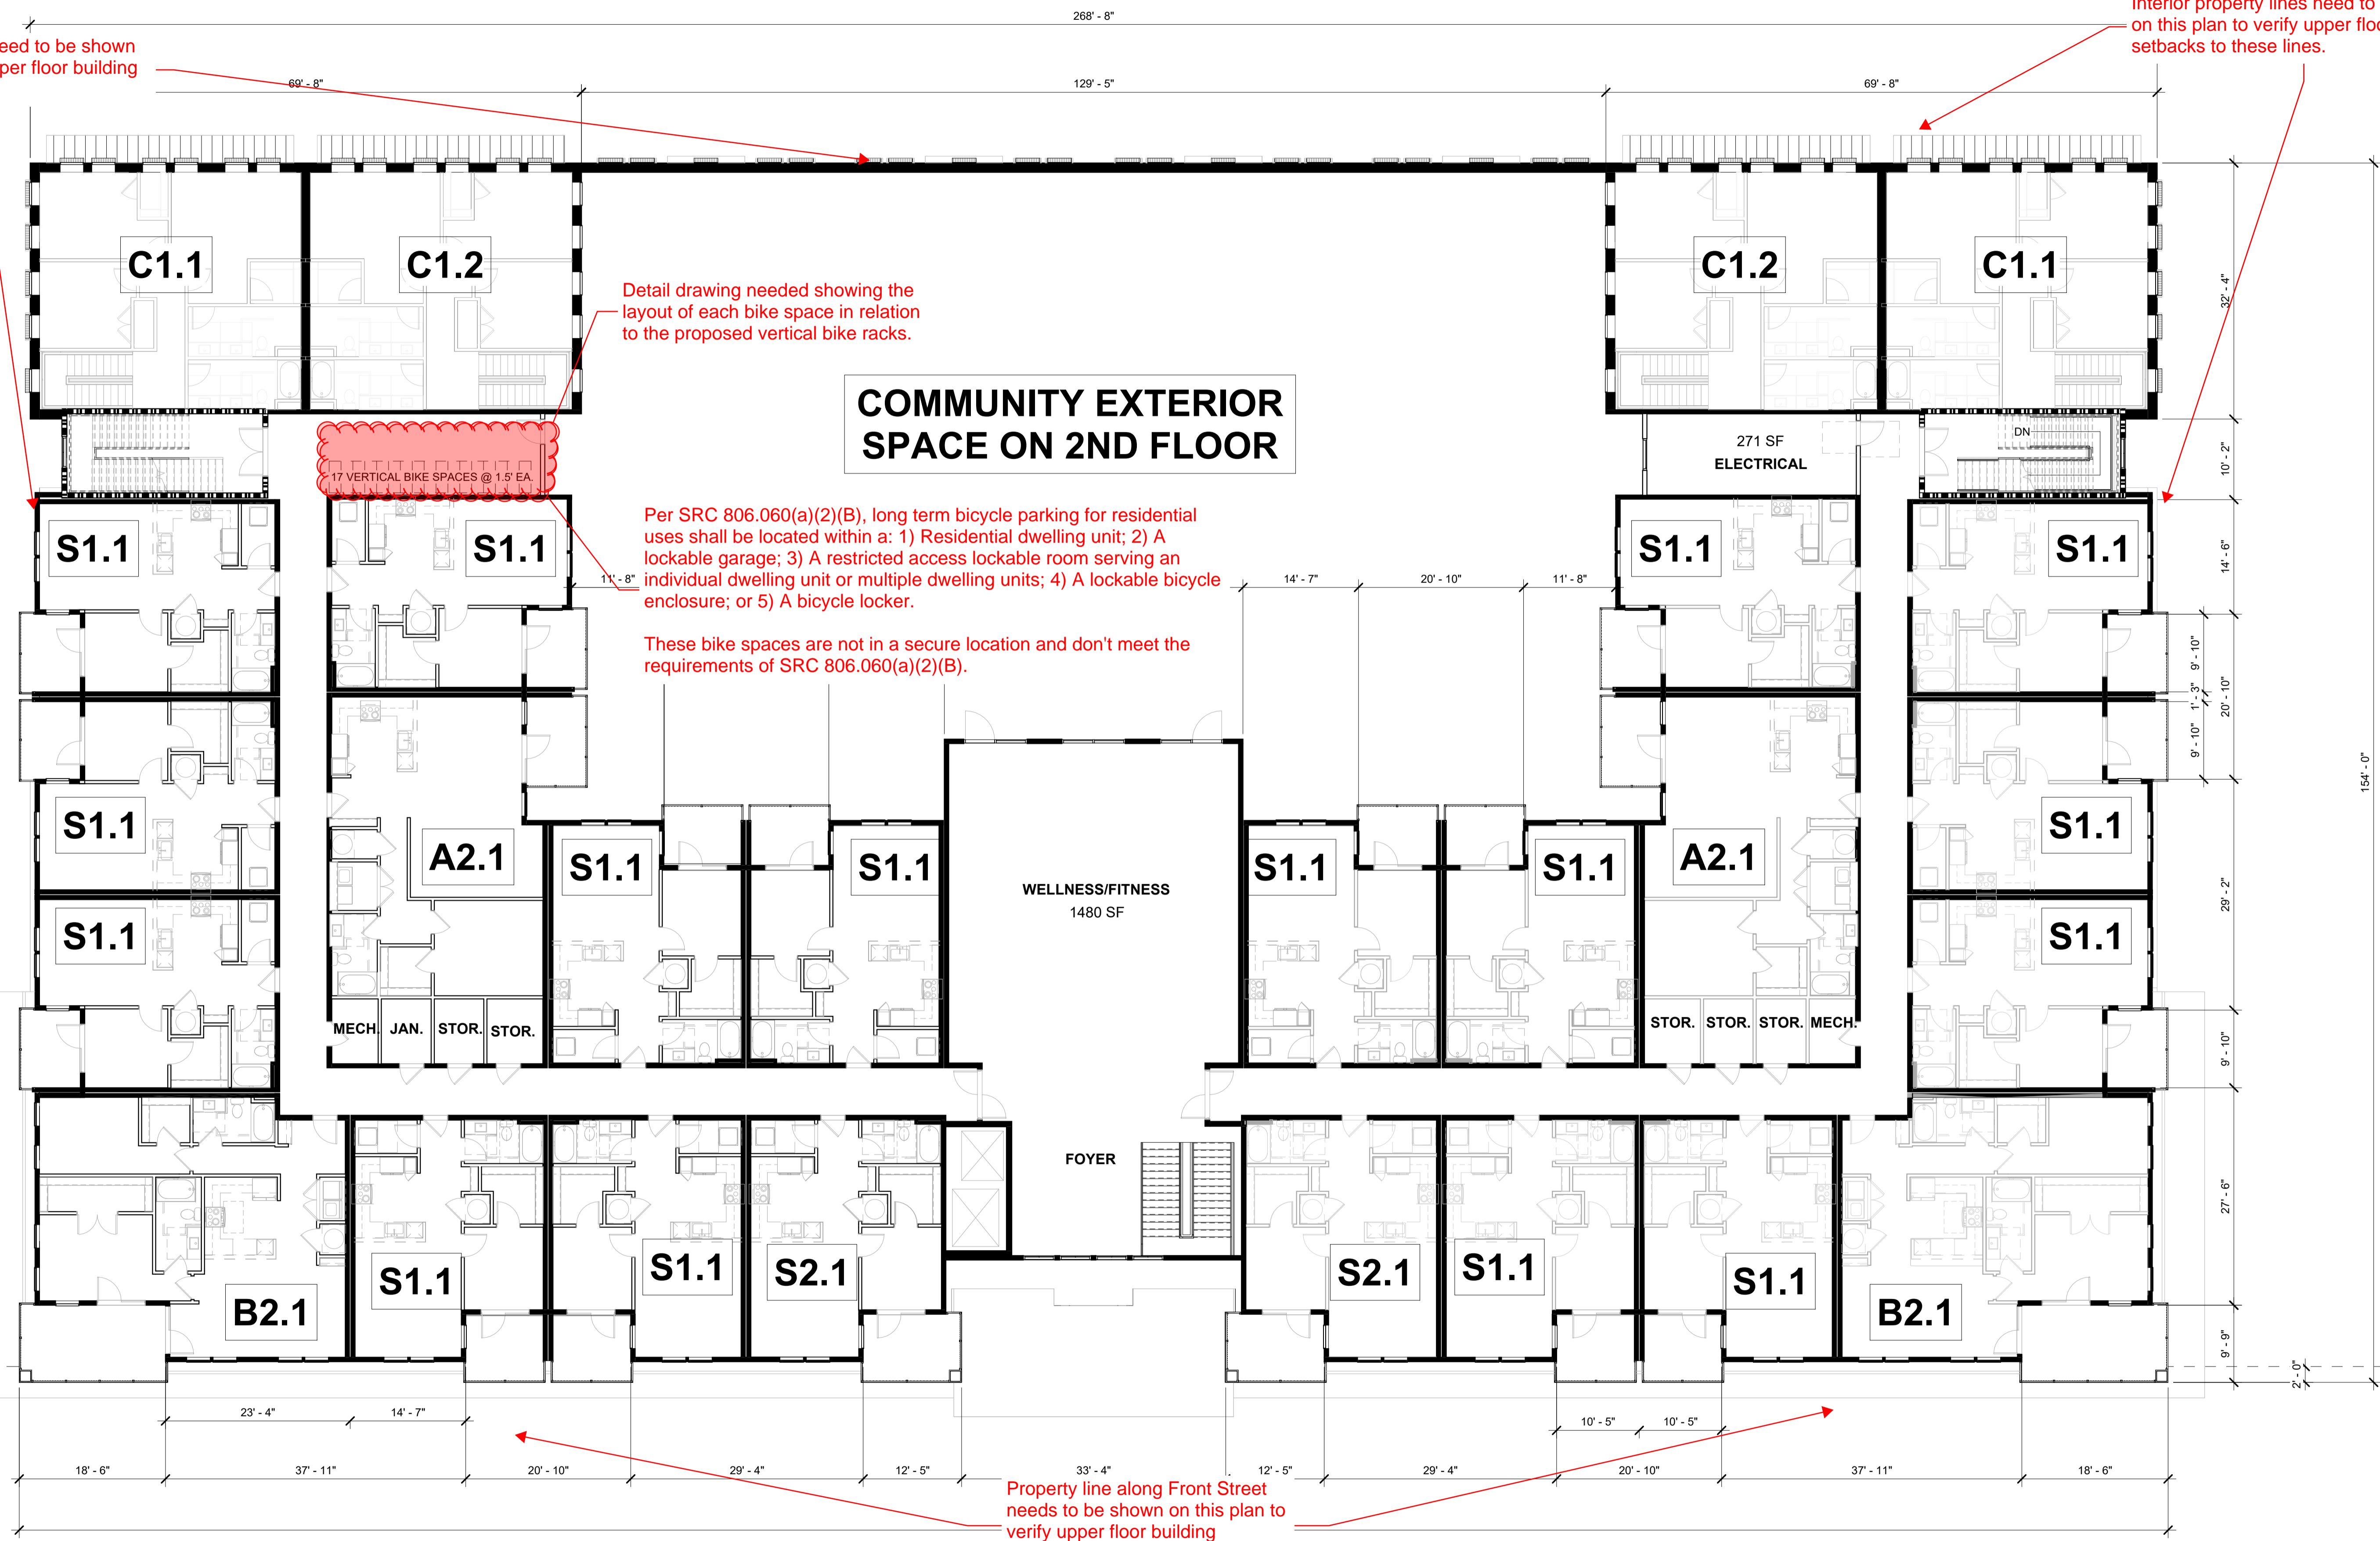 268' - 8"
Interior property lines need to
on this plan to verify upper floo
setbacks to these lines.
eed to be shown
per floor building
69' - 8"
129' - 5"
69' - 8"
C1.1
C1.2
C1.2
C1.1
32' - 4"
Detail drawing needed showing the
layout of each bike space in relation
to the proposed vertical bike racks.
COMMUNITY EXTERIOR
SPACE ON 2ND FLOOR
271 SF
ELECTRICAL
DN
10' - 2"
17 VERTICAL BIKE SPACES @ 1.5' EA.
Per SRC 806.060(a)(2)(B), long term bicycle parking for residential
uses shall be located within a: 1) Residential dwelling unit; 2) A
lockable garage; 3) A restricted access lockable room serving an
individual dwelling unit or multiple dwelling units; 4) A lockable bicycle
enclosure; or 5) A bicycle locker.
These bike spaces are not in a secure location and don't meet the
requirements of SRC 806.060(a)(2)(B).
S1.1
S1.1
S1.1
S1.1
11' - 8"
14' - 7"
20' - 10"
11' - 8"
14' - 6"
9' - 10"
1' - 3"
9' - 10"
20' - 10"
154' - 0"
S1.1
A2.1
S1.1
S1.1
WELLNESS/FITNESS
1480 SF
S1.1
S1.1
A2.1
S1.1
29' - 2"
S1.1
S1.1
MECH.
JAN.
STOR.
STOR.
STOR.
STOR.
STOR.
MECH.
9' - 10"
FOYER
27' - 6"
B2.1
S1.1
S1.1
S2.1
S2.1
S1.1
S1.1
B2.1
9' - 9"
2' - 0"
23' - 4"
14' - 7"
10' - 5"
10' - 5"
18' - 6"
37' - 11"
20' - 10"
29' - 4"
12' - 5"
33' - 4"
12' - 5"
29' - 4"
20' - 10"
37' - 11"
18' - 6"
Property line along Front Street
needs to be shown on this plan to
verify upper floor building